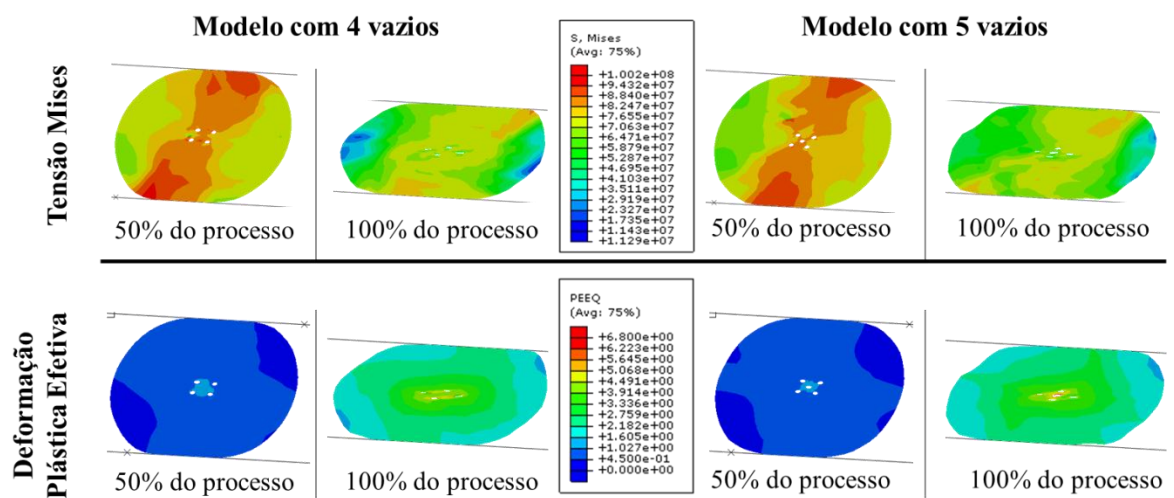 Modelo com 4 vazios
Modelo com 5 vazios
Tensão Mises
S, Mises
(Avg: 75%)
+1.002e+08
+9.432e+07
+8.840e+07
+8.247e+07
+7.655e+07
+7.063e+07
+6.471e+07
+5.879e+07
+5.287e+07
+4.695e+07
+4.103e+07
+3.511e+07
+2.919e+07
+2.327e+07
+1.735e+07
+1.143e+07
+1.129e+07
50% do processo
100% do processo
50% do processo
100% do processo
Deformação
Plástica Efetiva
PEEQ
(Avg: 75%)
+6.800e+00
+6.223e+00
+5.645e+00
+5.068e+00
+4.491e+00
+3.914e+00
+3.336e+00
+2.759e+00
+2.182e+00
+1.605e+00
+1.027e+00
+4.500e-01
+0.000e+00
50% do processo
100% do processo
50% do processo
100% do processo